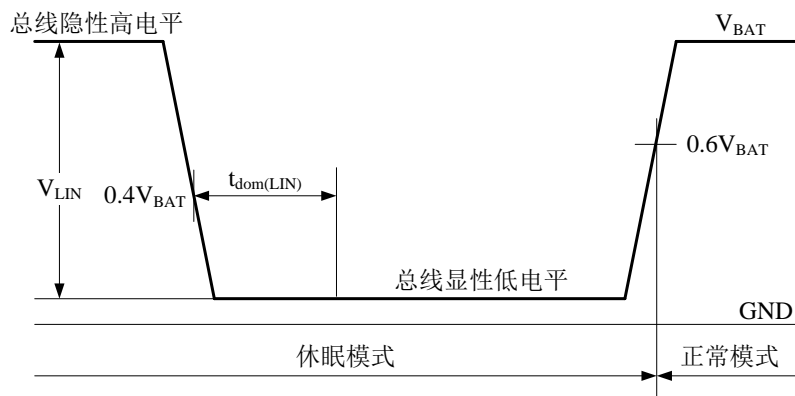 总线隐性高电平
V_BAT
0.6V_BAT
V_LIN
0.4V_BAT
t_dom(LIN)
总线显性低电平
GND
休眠模式
正常模式